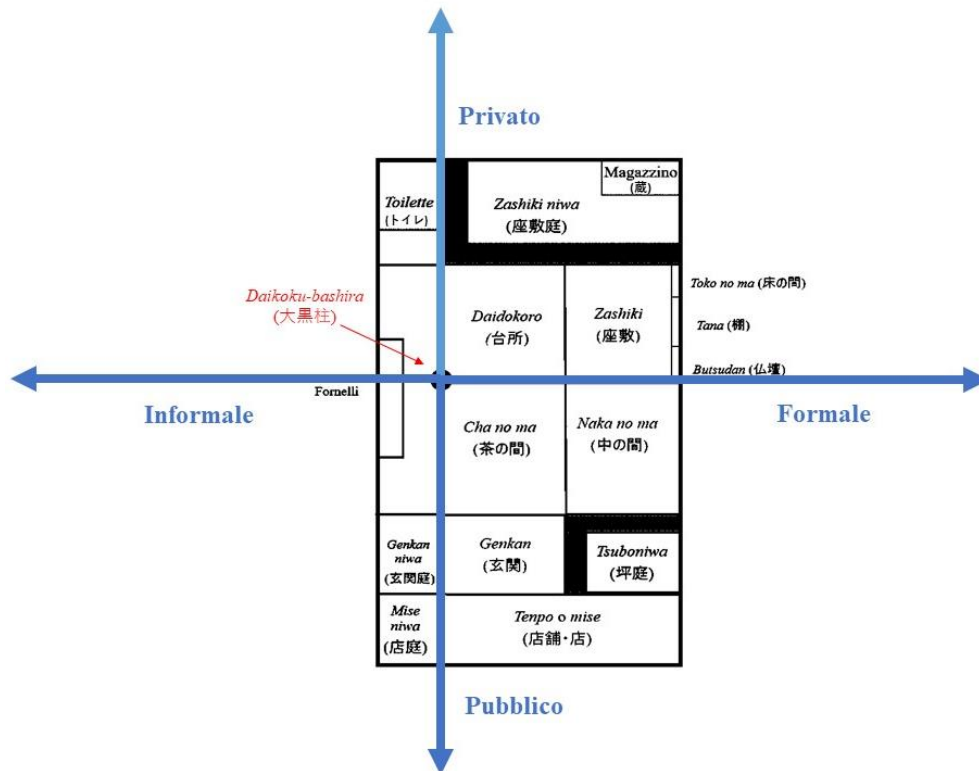 Privato
Magazzino
(蔵)
Toilette
(トイレ)
Zashiki niwa
(座敷庭)
Daikoku-bashira
(大黒柱)
Daidokoro
(台所)
Zashiki
(座敷)
Toko no ma (床の間)
Tana (棚)
Butsudan (仏壇)
Fornelli
Informale
Formale
Cha no ma
(茶の間)
Naka no ma
(中の間)
Genkan
niwa
(玄関庭)
Genkan
(玄関)
Tsuboniwa
(坪庭)
Mise
niwa
(店庭)
Tenpo o mise
(店舗・店)
Pubblico